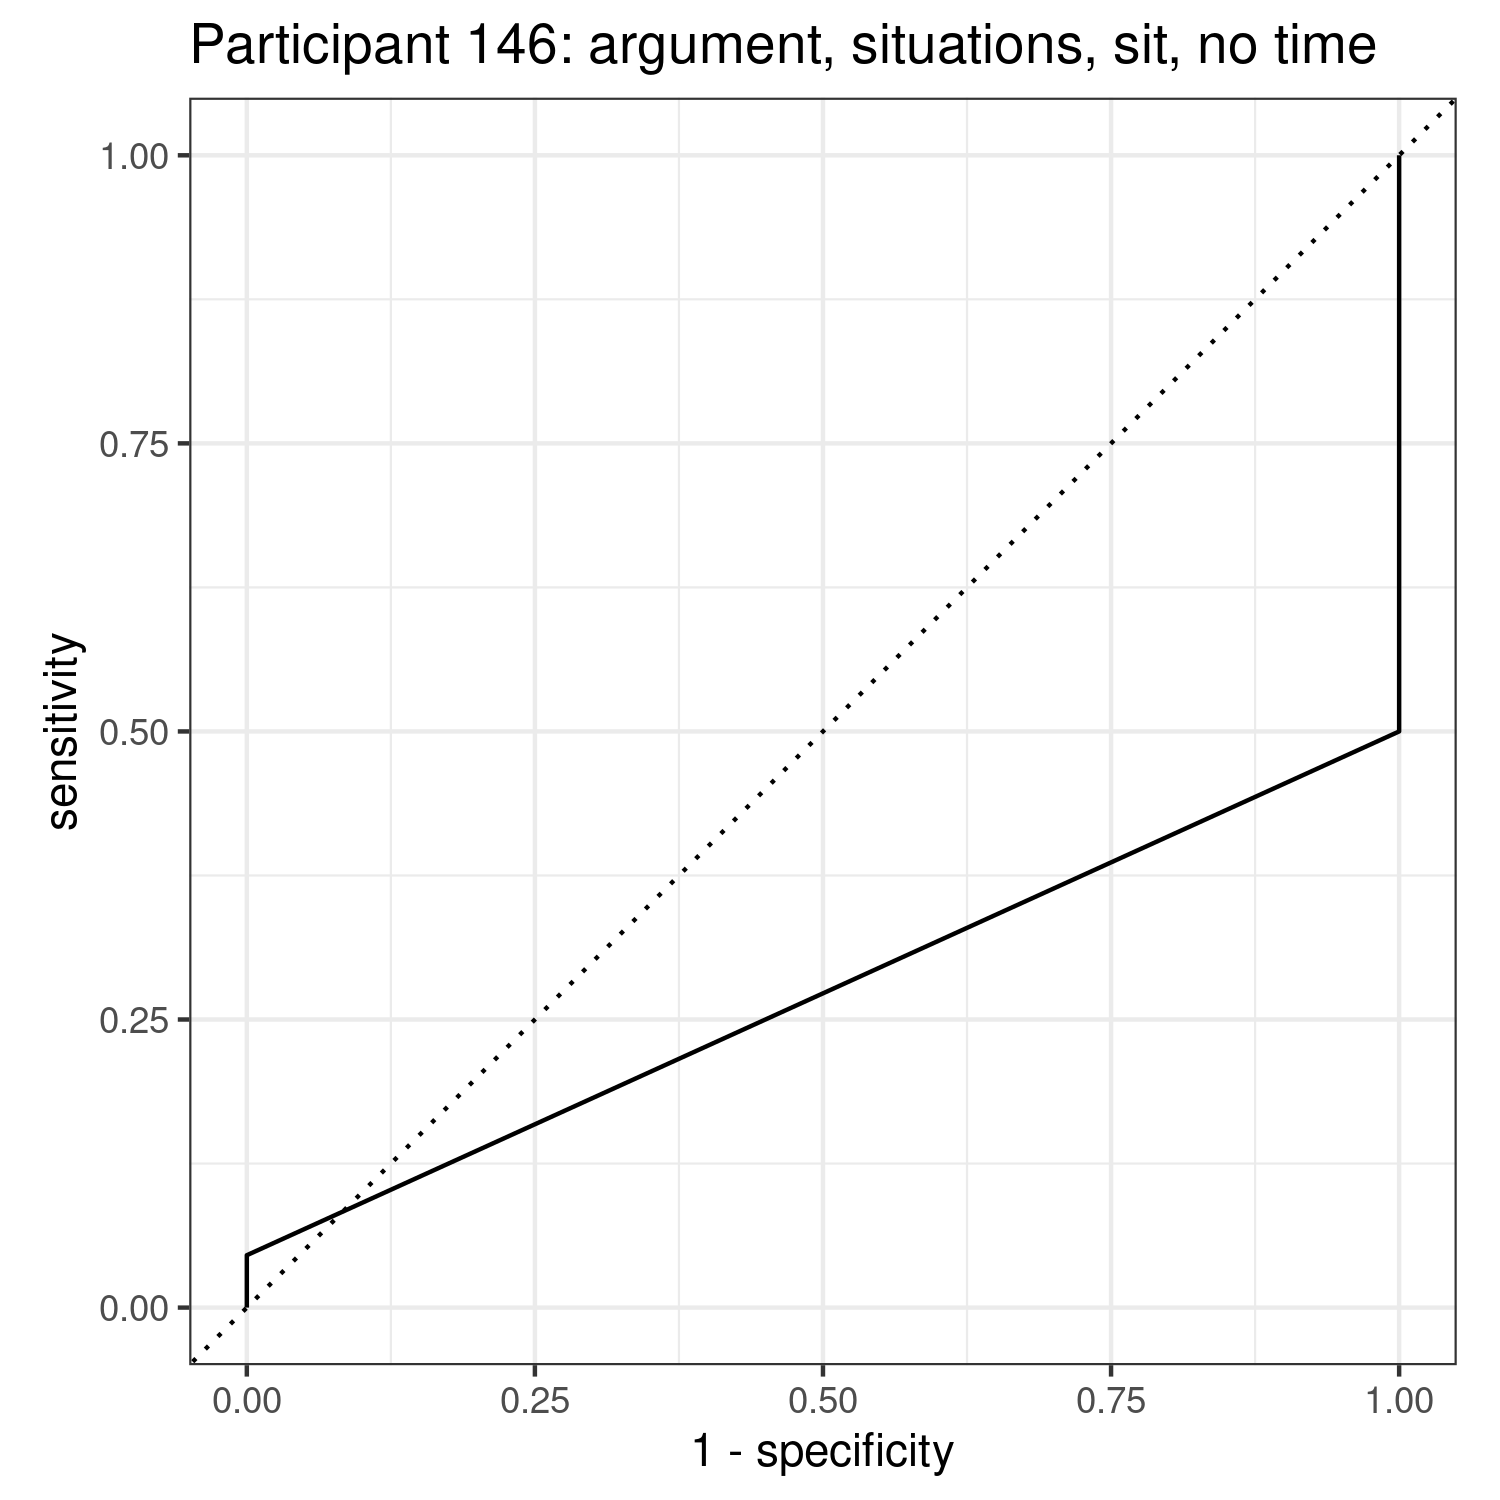 Participant 146: argument, situations, sit, no time
1.00
0.75
0.50
0.25
0.00
sensitivity
0.00 0.25 0.50 0.75 1.00
1 - specificity